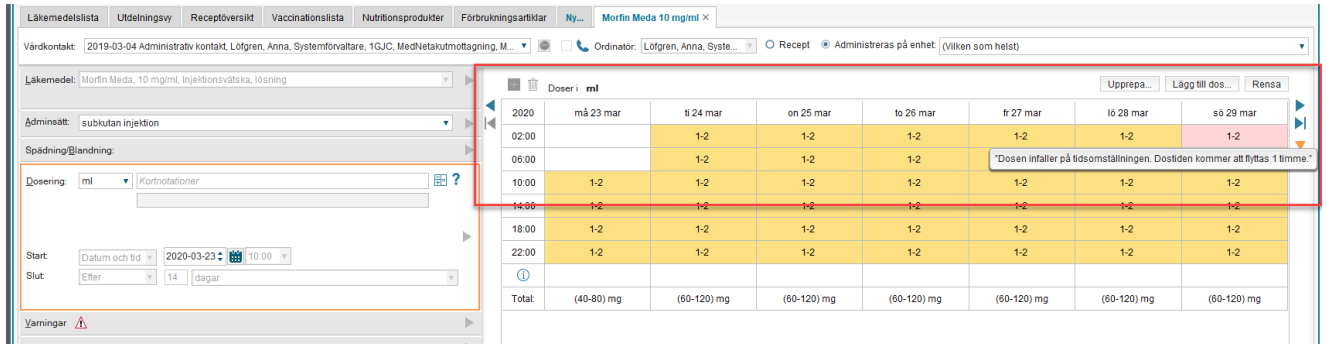 Läkemedelslista Utdelningsvy Receptöversikt Vaccinationslista Nutritionsprodukter Förbrukningsartiklar Ny... Morfin Meda 10 mg/ml ×
Vårdkontakt: 2019-03-04 Administrativ kontakt, Löfgren, Anna, Systemförvaltare, 1GJC, MedNetakutmottagning, M... Ordinatör: Löfgren, Anna, Syste... Recept Administreras på enhet: (Vilken som helst)
Läkemedel: Morfin Meda, 10 mg/ml, Injektionsvätska, lösning
Adminsätt: subkutan injektion
Spädning/Blandning:
Dosering: ml Kortnotationer ?
Start: Datum och tid 2020-03-23 10:00
Slut: Efter 14 dagar
Varningar
Doser i ml Upprepa... Lägg till dos... Rensa
2020 må 23 mar ti 24 mar on 25 mar to 26 mar fr 27 mar lö 28 mar sö 29 mar
02:00 1-2 1-2 1-2 1-2 1-2 1-2
06:00 1-2 1-2 1-2
"Dosen infaller på tidsomställningen. Dostiden kommer att flyttas 1 timme."
10:00 1-2 1-2 1-2 1-2 1-2 1-2 1-2
14:00 1-2 1-2 1-2 1-2 1-2 1-2 1-2
18:00 1-2 1-2 1-2 1-2 1-2 1-2 1-2
22:00 1-2 1-2 1-2 1-2 1-2 1-2 1-2
Total: (40-80) mg (60-120) mg (60-120) mg (60-120) mg (60-120) mg (60-120) mg (60-120) mg